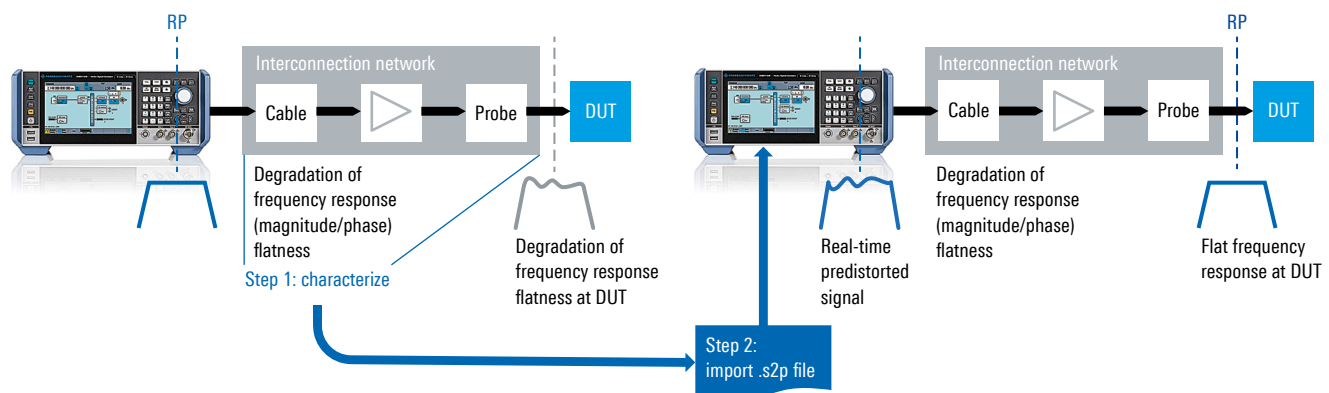 RP
Interconnection network
Cable
Probe
DUT
Degradation of
frequency response
(magnitude/phase)
flatness
Step 1: characterize
Degradation of
frequency response
flatness at DUT
RP
Interconnection network
Cable
Probe
DUT
Real-time
predistorted
signal
Degradation of
frequency response
(magnitude/phase)
flatness
Flat frequency
response at DUT
Step 2:
import .s2p file